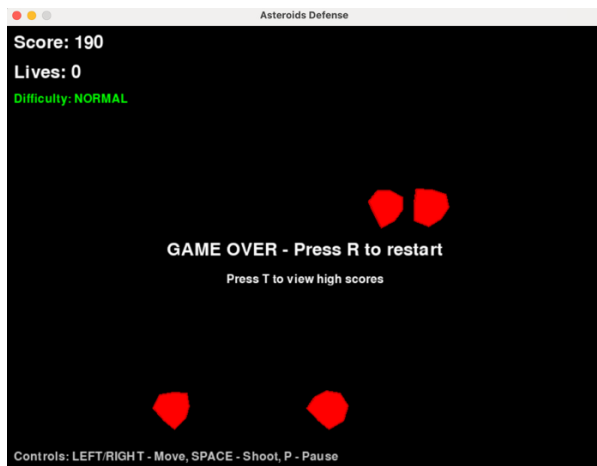 Asteroids Defense
Score: 190
Lives: 0
Difficulty: NORMAL
GAME OVER - Press R to restart
Press T to view high scores
Controls: LEFT/RIGHT - Move, SPACE - Shoot, P - Pause